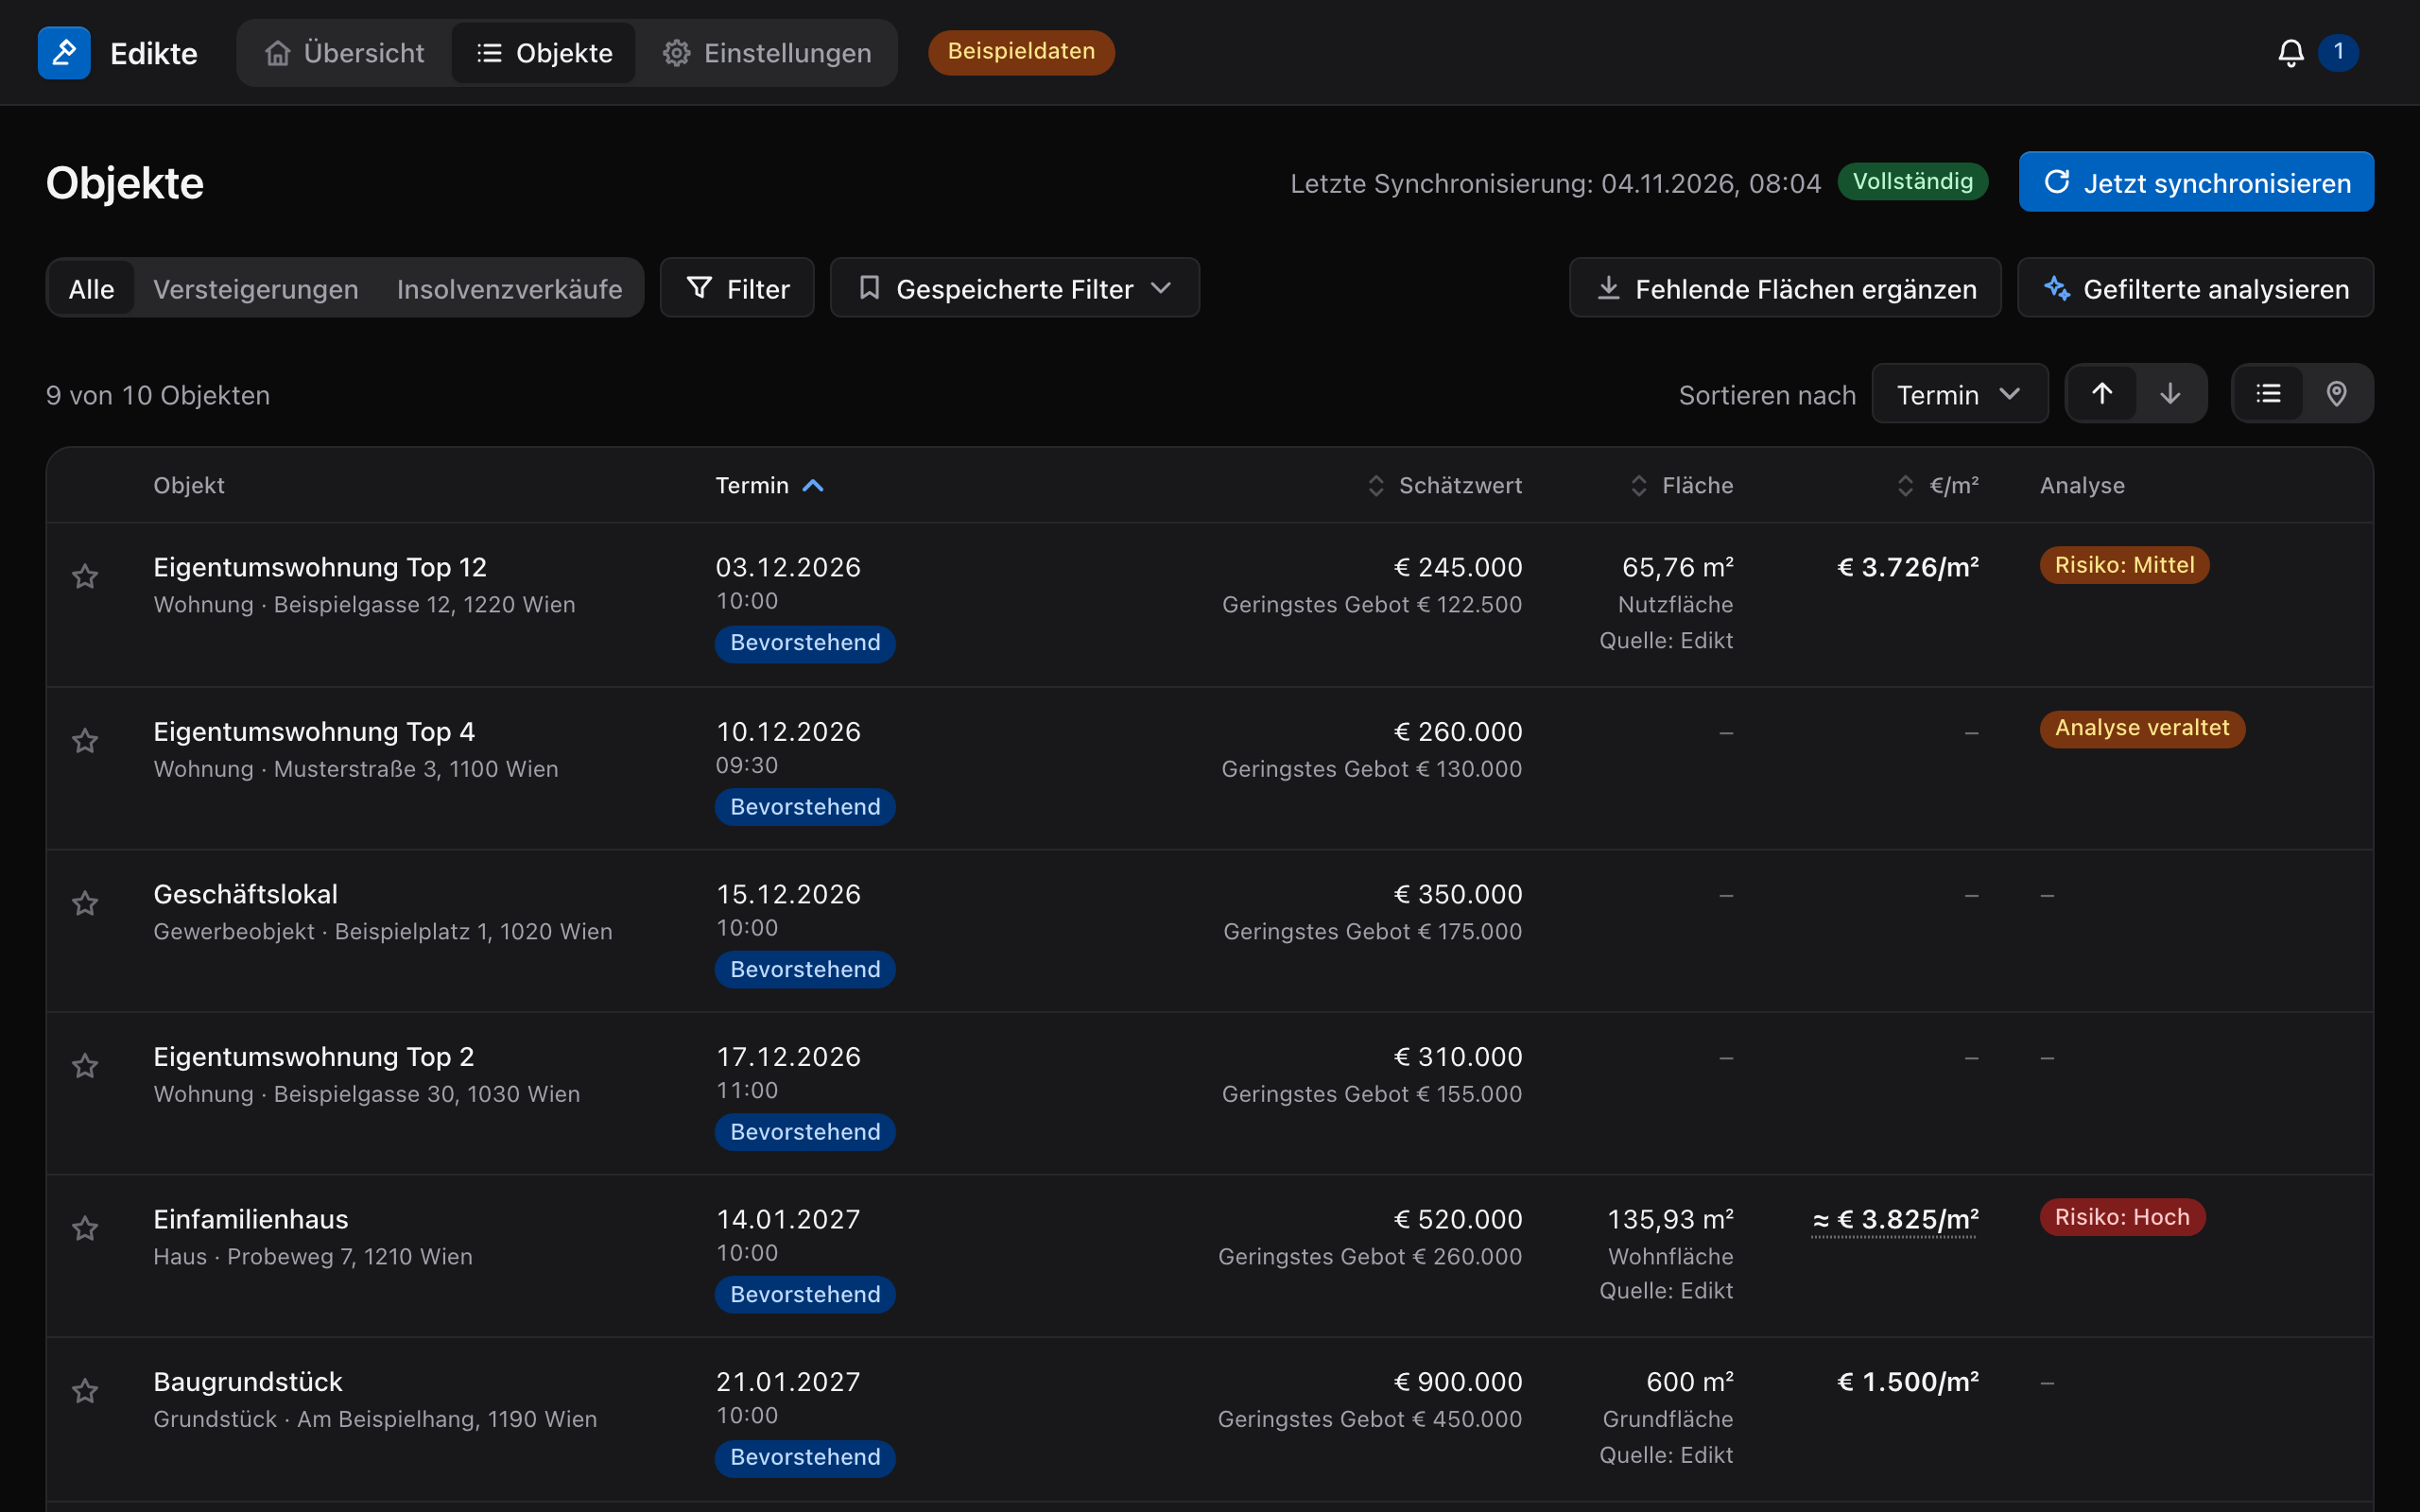 Edikte
Übersicht
Objekte
Einstellungen
Beispieldaten
1
Objekte
Letzte Synchronisierung: 04.11.2026, 08:04
Vollständig
Jetzt synchronisieren
Alle
Versteigerungen
Insolvenzverkäufe
Filter
Gespeicherte Filter
Fehlende Flächen ergänzen
Gefilterte analysieren
9 von 10 Objekten
Sortieren nach
Termin
Objekt
Termin
Schätzwert
Fläche
€/m²
Analyse
Eigentumswohnung Top 12
Wohnung · Beispielgasse 12, 1220 Wien
03.12.2026
10:00
Bevorstehend
€ 245.000
Geringstes Gebot € 122.500
65,76 m²
Nutzfläche
Quelle: Edikt
€ 3.726/m²
Risiko: Mittel
Eigentumswohnung Top 4
Wohnung · Musterstraße 3, 1100 Wien
10.12.2026
09:30
Bevorstehend
€ 260.000
Geringstes Gebot € 130.000
–
–
Analyse veraltet
Geschäftslokal
Gewerbeobjekt · Beispielplatz 1, 1020 Wien
15.12.2026
10:00
Bevorstehend
€ 350.000
Geringstes Gebot € 175.000
–
–
–
Eigentumswohnung Top 2
Wohnung · Beispielgasse 30, 1030 Wien
17.12.2026
11:00
Bevorstehend
€ 310.000
Geringstes Gebot € 155.000
–
–
–
Einfamilienhaus
Haus · Probeweg 7, 1210 Wien
14.01.2027
10:00
Bevorstehend
€ 520.000
Geringstes Gebot € 260.000
135,93 m²
Wohnfläche
Quelle: Edikt
≈ € 3.825/m²
Risiko: Hoch
Baugrundstück
Grundstück · Am Beispielhang, 1190 Wien
21.01.2027
10:00
Bevorstehend
€ 900.000
Geringstes Gebot € 450.000
600 m²
Grundfläche
Quelle: Edikt
€ 1.500/m²
–